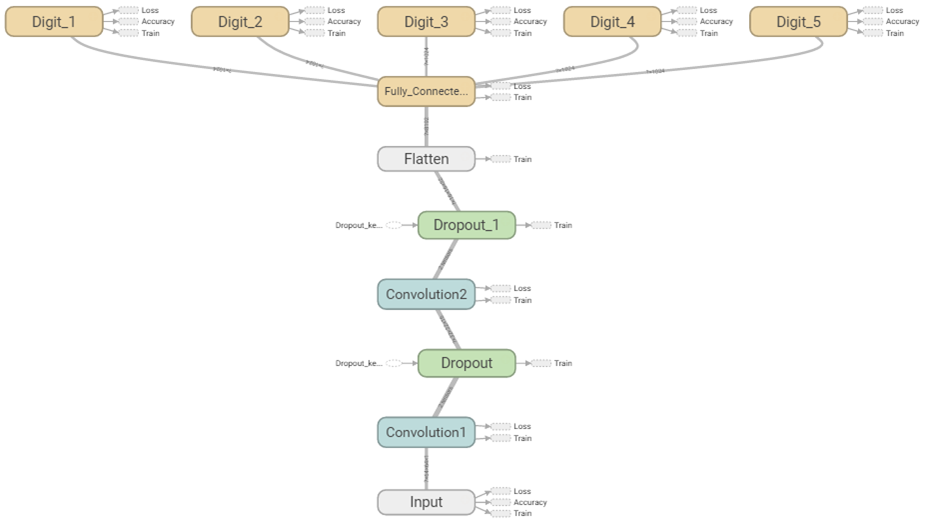 Digit_1
Loss
Accuracy
Train
Digit_2
Loss
Accuracy
Train
Digit_3
Loss
Accuracy
Train
Digit_4
Loss
Accuracy
Train
Digit_5
Loss
Accuracy
Train
Fully_Connecte...
Loss
Train
Flatten
Train
Dropout_ke...
Dropout_1
Train
Convolution2
Loss
Train
Dropout_ke...
Dropout
Train
Convolution1
Loss
Train
Input
Loss
Accuracy
Train